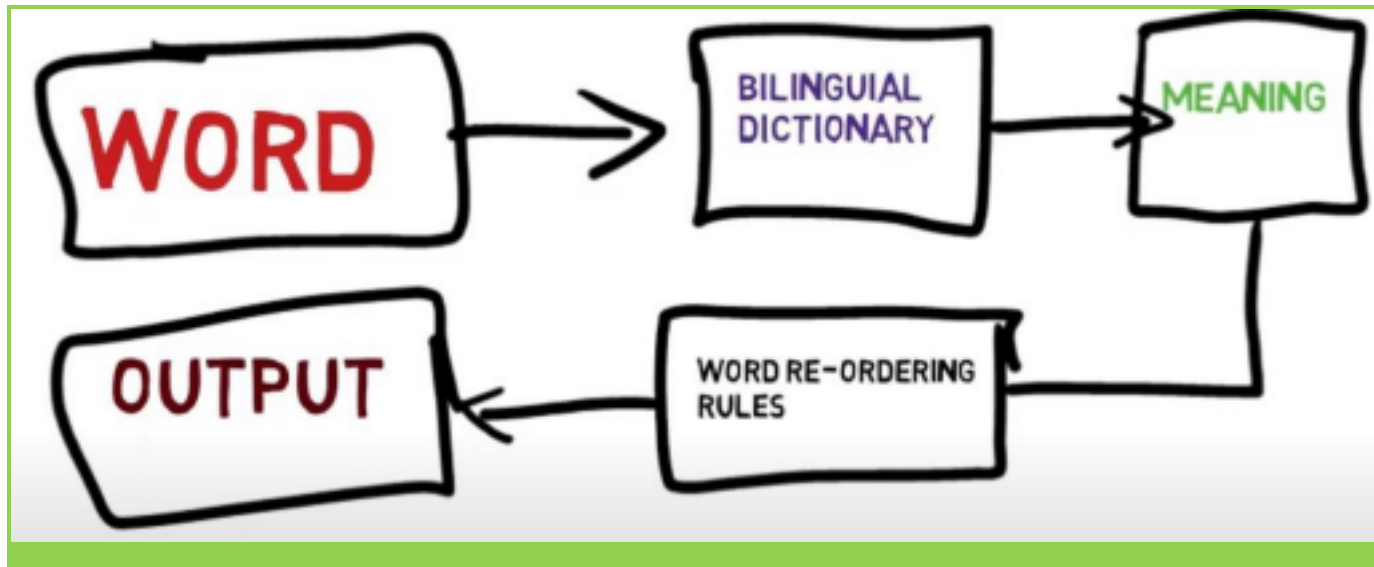 WORD
BILINGUIAL
DICTIONARY
MEANING
WORD RE-ORDERING
RULES
OUTPUT